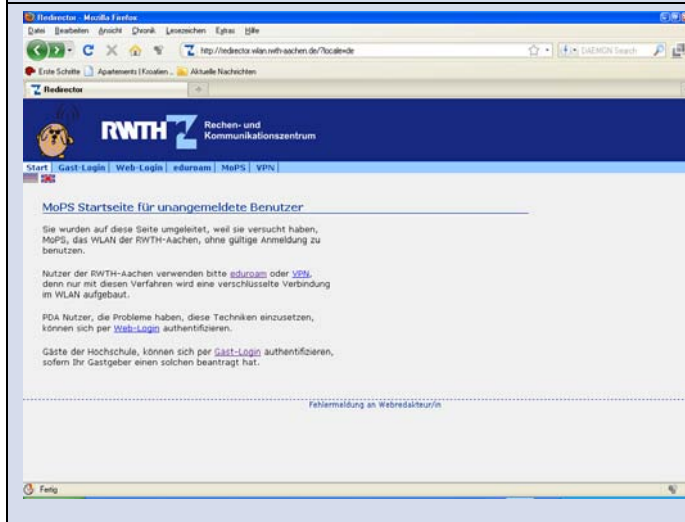 Redirector - Mozilla Firefox
Datei Bearbeiten Ansicht Chronik Lesezeichen Extras Hilfe
http://redirector.wlan.rwth-aachen.de/?locale=de
DAEMON Search
Erste Schritte Apartements | Kroatien ... Aktuelle Nachrichten
Redirector
RWTH
Rechen- und
Kommunikationszentrum
Start Gast-Login Web-Login eduroam MoPS VPN
MoPS Startseite für unangemeldete Benutzer
Sie wurden auf diese Seite umgeleitet, weil sie versucht haben,
MoPS, das WLAN der RWTH-Aachen, ohne gültige Anmeldung zu
benutzen.
Nutzer der RWTH-Aachen verwenden bitte eduroam oder VPN,
denn nur mit diesen Verfahren wird eine verschlüsselte Verbindung
im WLAN aufgebaut.
PDA Nutzer, die Probleme haben, diese Techniken einzusetzen,
können sich per Web-Login authentifizieren.
Gäste der Hochschule, können sich per Gast-Login authentifizieren,
sofern Ihr Gastgeber einen solchen beantragt hat.
Fehlermeldung an Webredakteur/in
Fertig